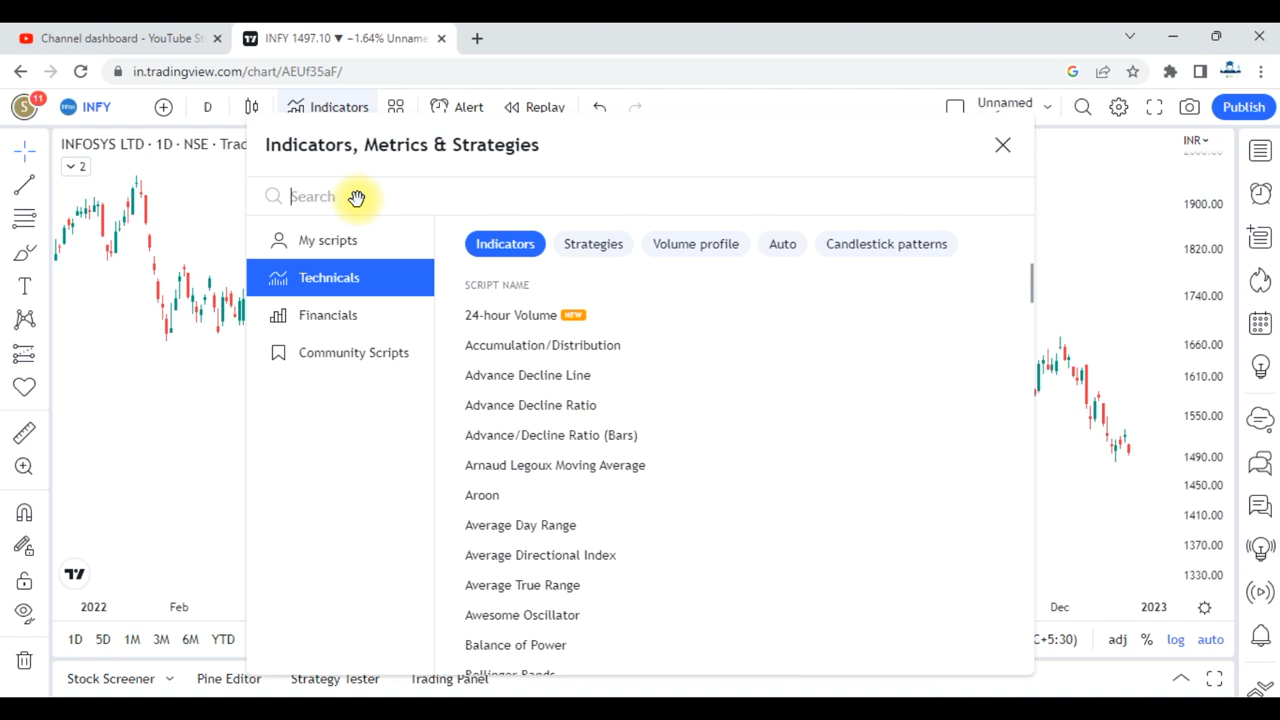 Channel dashboard - YouTube St
INFY 1497.10 ▼ −1.64% Unname
in.tradingview.com/chart/AEUf35aF/
S 11 INFY D Indicators Alert Replay Unnamed Publish
INFOSYS LTD · 1D · NSE · Trad
2
Indicators, Metrics & Strategies
Search
My scripts
Technicals
Financials
Community Scripts
Indicators Strategies Volume profile Auto Candlestick patterns
SCRIPT NAME
24-hour Volume NEW
Accumulation/Distribution
Advance Decline Line
Advance Decline Ratio
Advance/Decline Ratio (Bars)
Arnaud Legoux Moving Average
Aroon
Average Day Range
Average Directional Index
Average True Range
Awesome Oscillator
Balance of Power
Bollinger Bands
INR
1900.00
1820.00
1740.00
1660.00
1610.00
1550.00
1490.00
1450.00
1410.00
1370.00
1330.00
2022 Feb Dec 2023
1D 5D 1M 3M 6M YTD C+5:30) adj % log auto
Stock Screener Pine Editor Strategy Tester Trading Panel